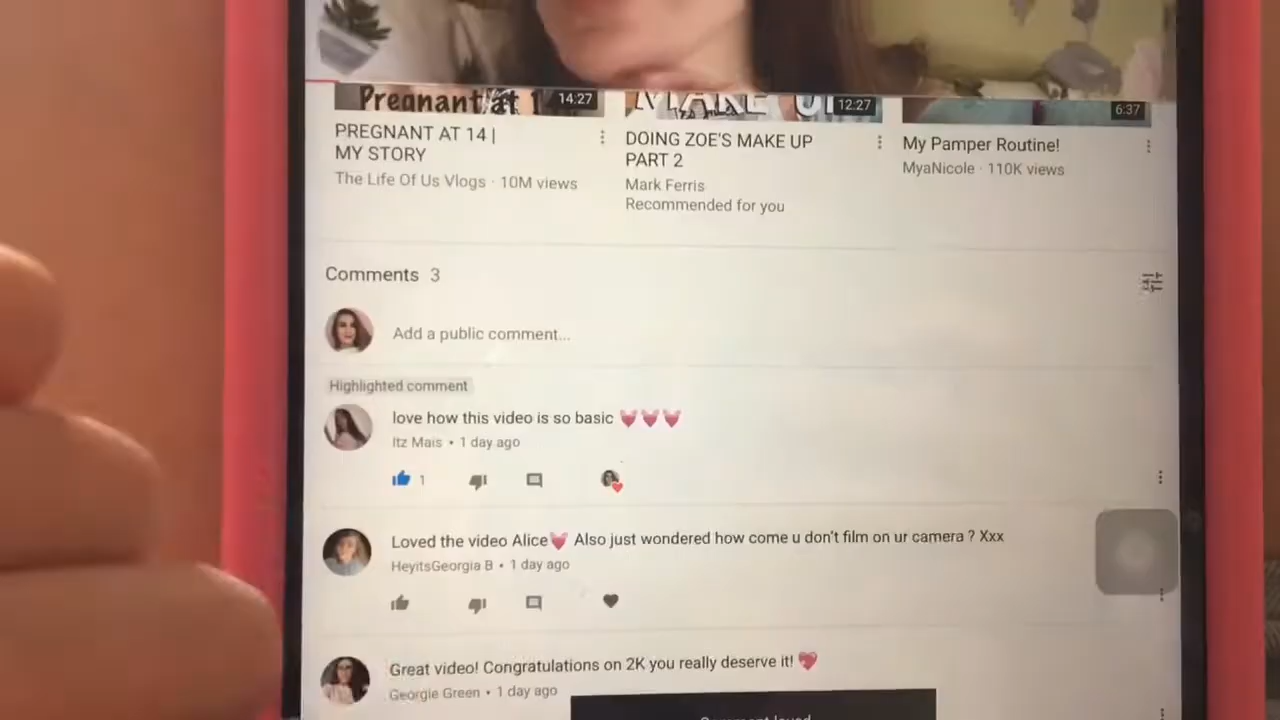 Pregnant at 1
14:27
MAKE UP
12:27
6:37
PREGNANT AT 14 |
MY STORY
The Life Of Us Vlogs · 10M views
DOING ZOE'S MAKE UP
PART 2
Mark Ferris
Recommended for you
My Pamper Routine!
MyaNicole · 110K views
Comments 3
Add a public comment...
Highlighted comment
love how this video is so basic 💓💓💓
Itz Mais • 1 day ago
1
Loved the video Alice💓 Also just wondered how come u don't film on ur camera ? Xxx
HeyitsGeorgia B • 1 day ago
Great video! Congratulations on 2K you really deserve it! 💖
Georgie Green • 1 day ago
Comment loved